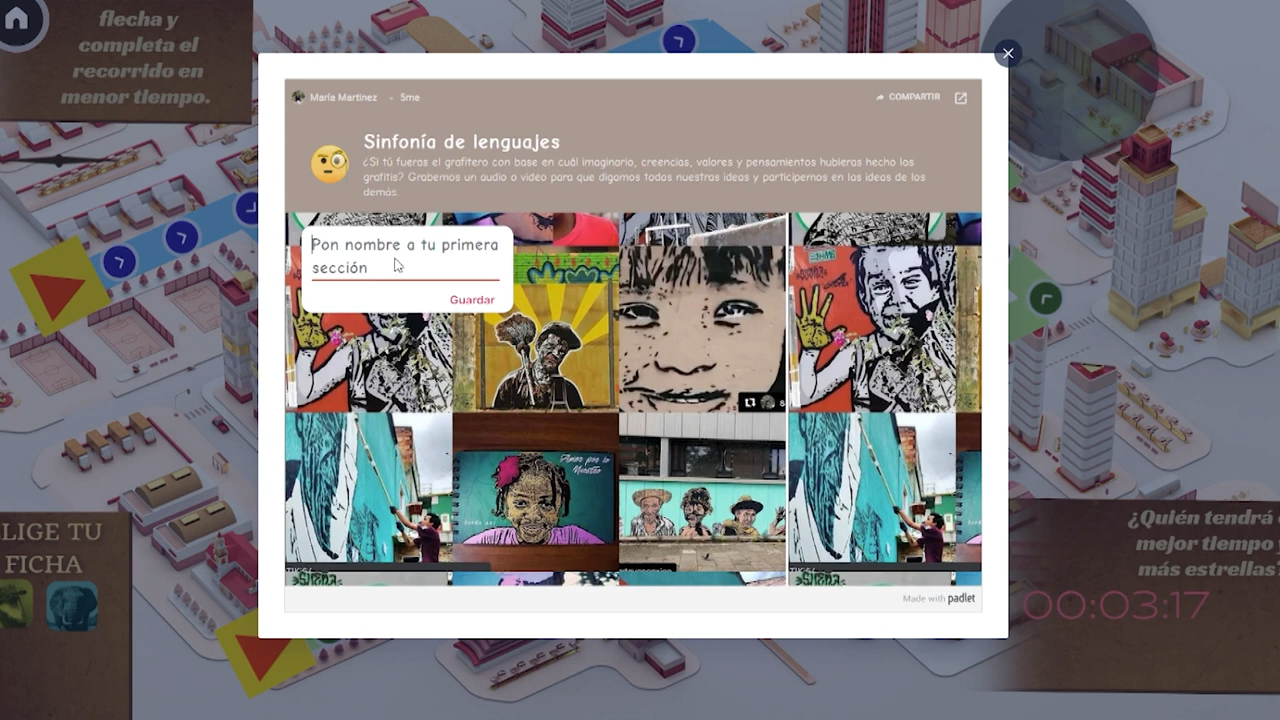 flecha y
completa el
recorrido en
menor tiempo.
María Martinez • 5me
COMPARTIR
Sinfonía de lenguajes
¿Si tú fueras el grafitero con base en cuál imaginario, creencias, valores y pensamientos hubieras hecho los
grafitis? Grabemos un audio o video para que digamos todas nuestras ideas y participemos en las ideas de los
demás.
Pon nombre a tu primera
sección
Guardar
LIGE TU
FICHA
¿Quién tendrá
mejor tiempo y
más estrellas?
00:03:17
Made with padlet